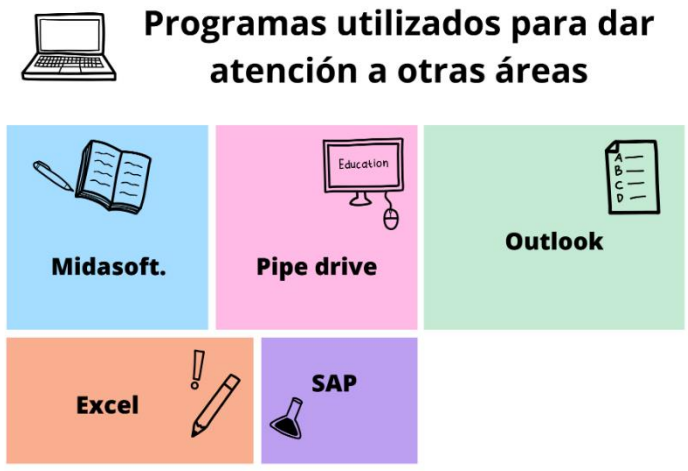 Programas utilizados para dar
atención a otras áreas
Midasoft.
Education
Pipe drive
A
B
C
D
Outlook
Excel
!
SAP